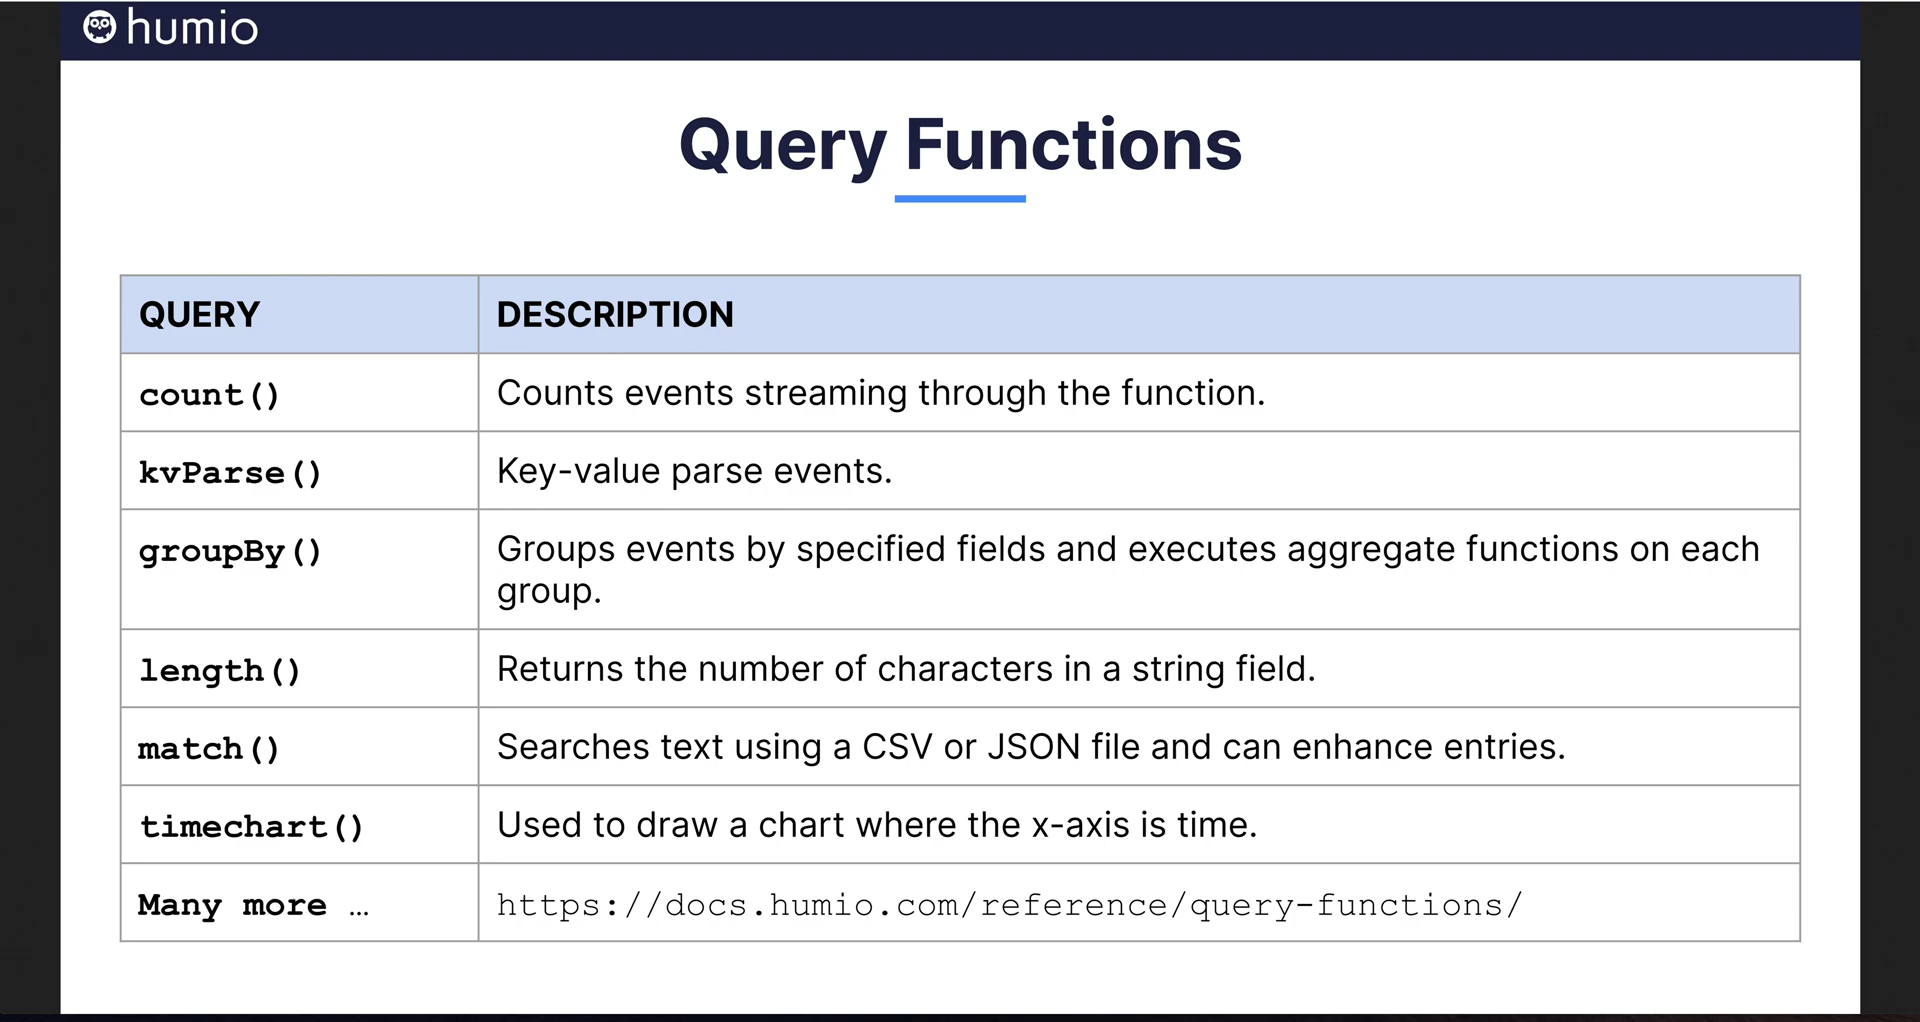 humio
Query Functions
QUERY DESCRIPTION
count() Counts events streaming through the function.
kvParse() Key-value parse events.
groupBy() Groups events by specified fields and executes aggregate functions on each
group.
length() Returns the number of characters in a string field.
match() Searches text using a CSV or JSON file and can enhance entries.
timechart() Used to draw a chart where the x-axis is time.
Many more … https://docs.humio.com/reference/query-functions/